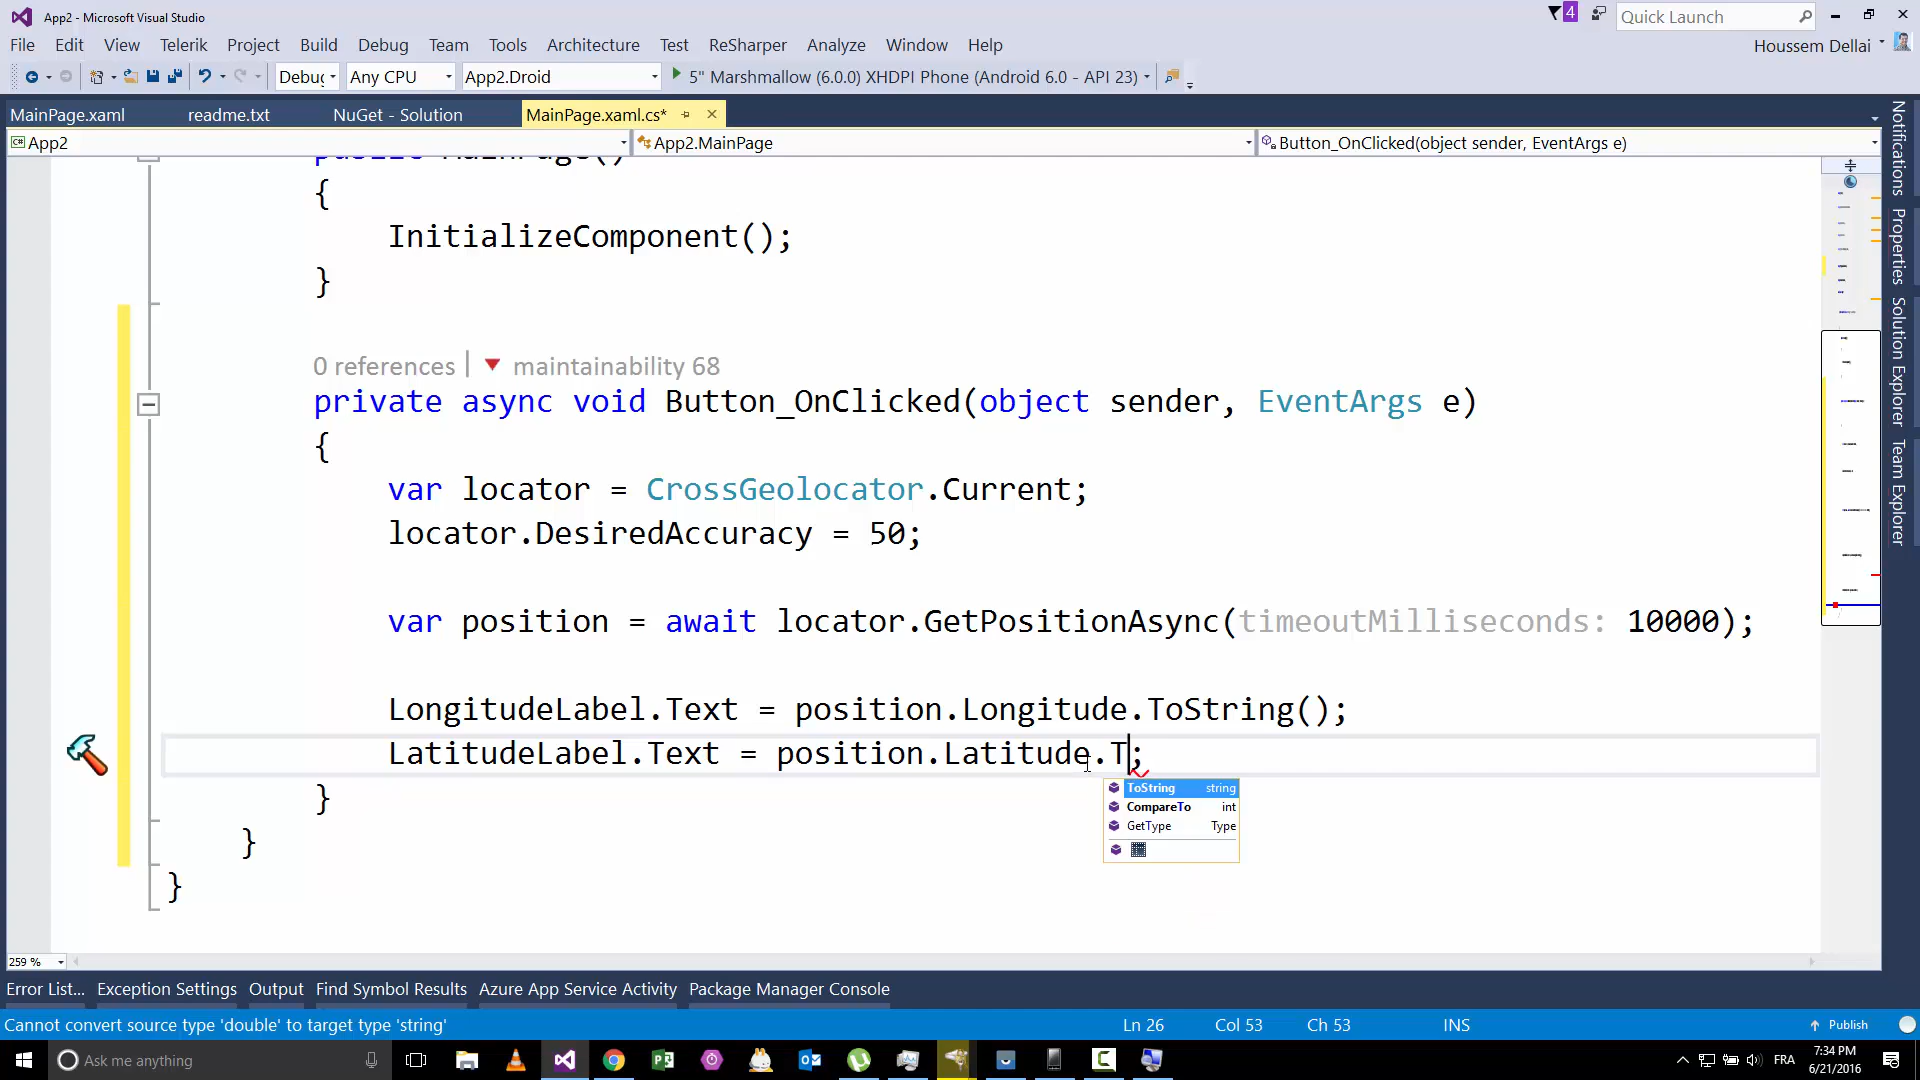 App2 - Microsoft Visual Studio
4
Quick Launch
File Edit View Telerik Project Build Debug Team Tools Architecture Test ReSharper Analyze Window Help
Houssem Dellai
Debug Any CPU App2.Droid 5" Marshmallow (6.0.0) XHDPI Phone (Android 6.0 - API 23)
MainPage.xaml readme.txt NuGet - Solution MainPage.xaml.cs*
App2 App2.MainPage Button_OnClicked(object sender, EventArgs e)
public MainPage()
{
InitializeComponent();
}
0 references | maintainability 68
private async void Button_OnClicked(object sender, EventArgs e)
{
var locator = CrossGeolocator.Current;
locator.DesiredAccuracy = 50;
var position = await locator.GetPositionAsync(timeoutMilliseconds: 10000);
LongitudeLabel.Text = position.Longitude.ToString();
LatitudeLabel.Text = position.Latitude.T;
ToString string
CompareTo int
GetType Type
}
}
}
Notifications
Properties
Solution Explorer
Team Explorer
259 %
Error List... Exception Settings Output Find Symbol Results Azure App Service Activity Package Manager Console
Cannot convert source type 'double' to target type 'string' Ln 26 Col 53 Ch 53 INS Publish
Ask me anything
FRA
7:34 PM
6/21/2016